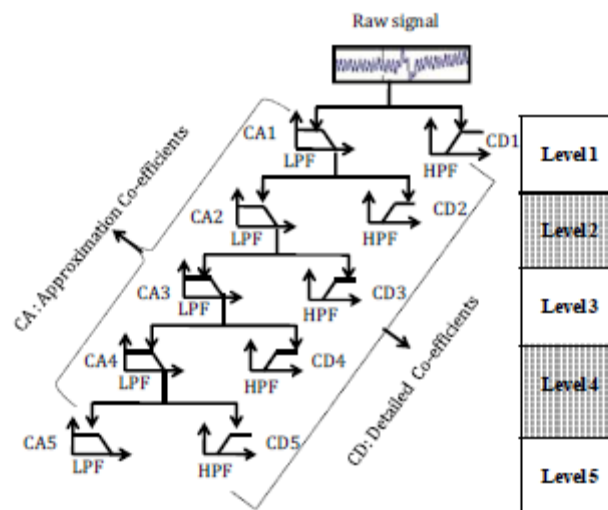 Raw signal
CA1
LPF
HPF
CD1
Level 1
CA2
LPF
HPF
CD2
Level 2
CA3
LPF
HPF
CD3
Level 3
CA4
LPF
HPF
CD4
Level 4
CA5
LPF
HPF
CD5
Level 5
CA: Approximation Co-efficients
CD: Detailed Co-efficients